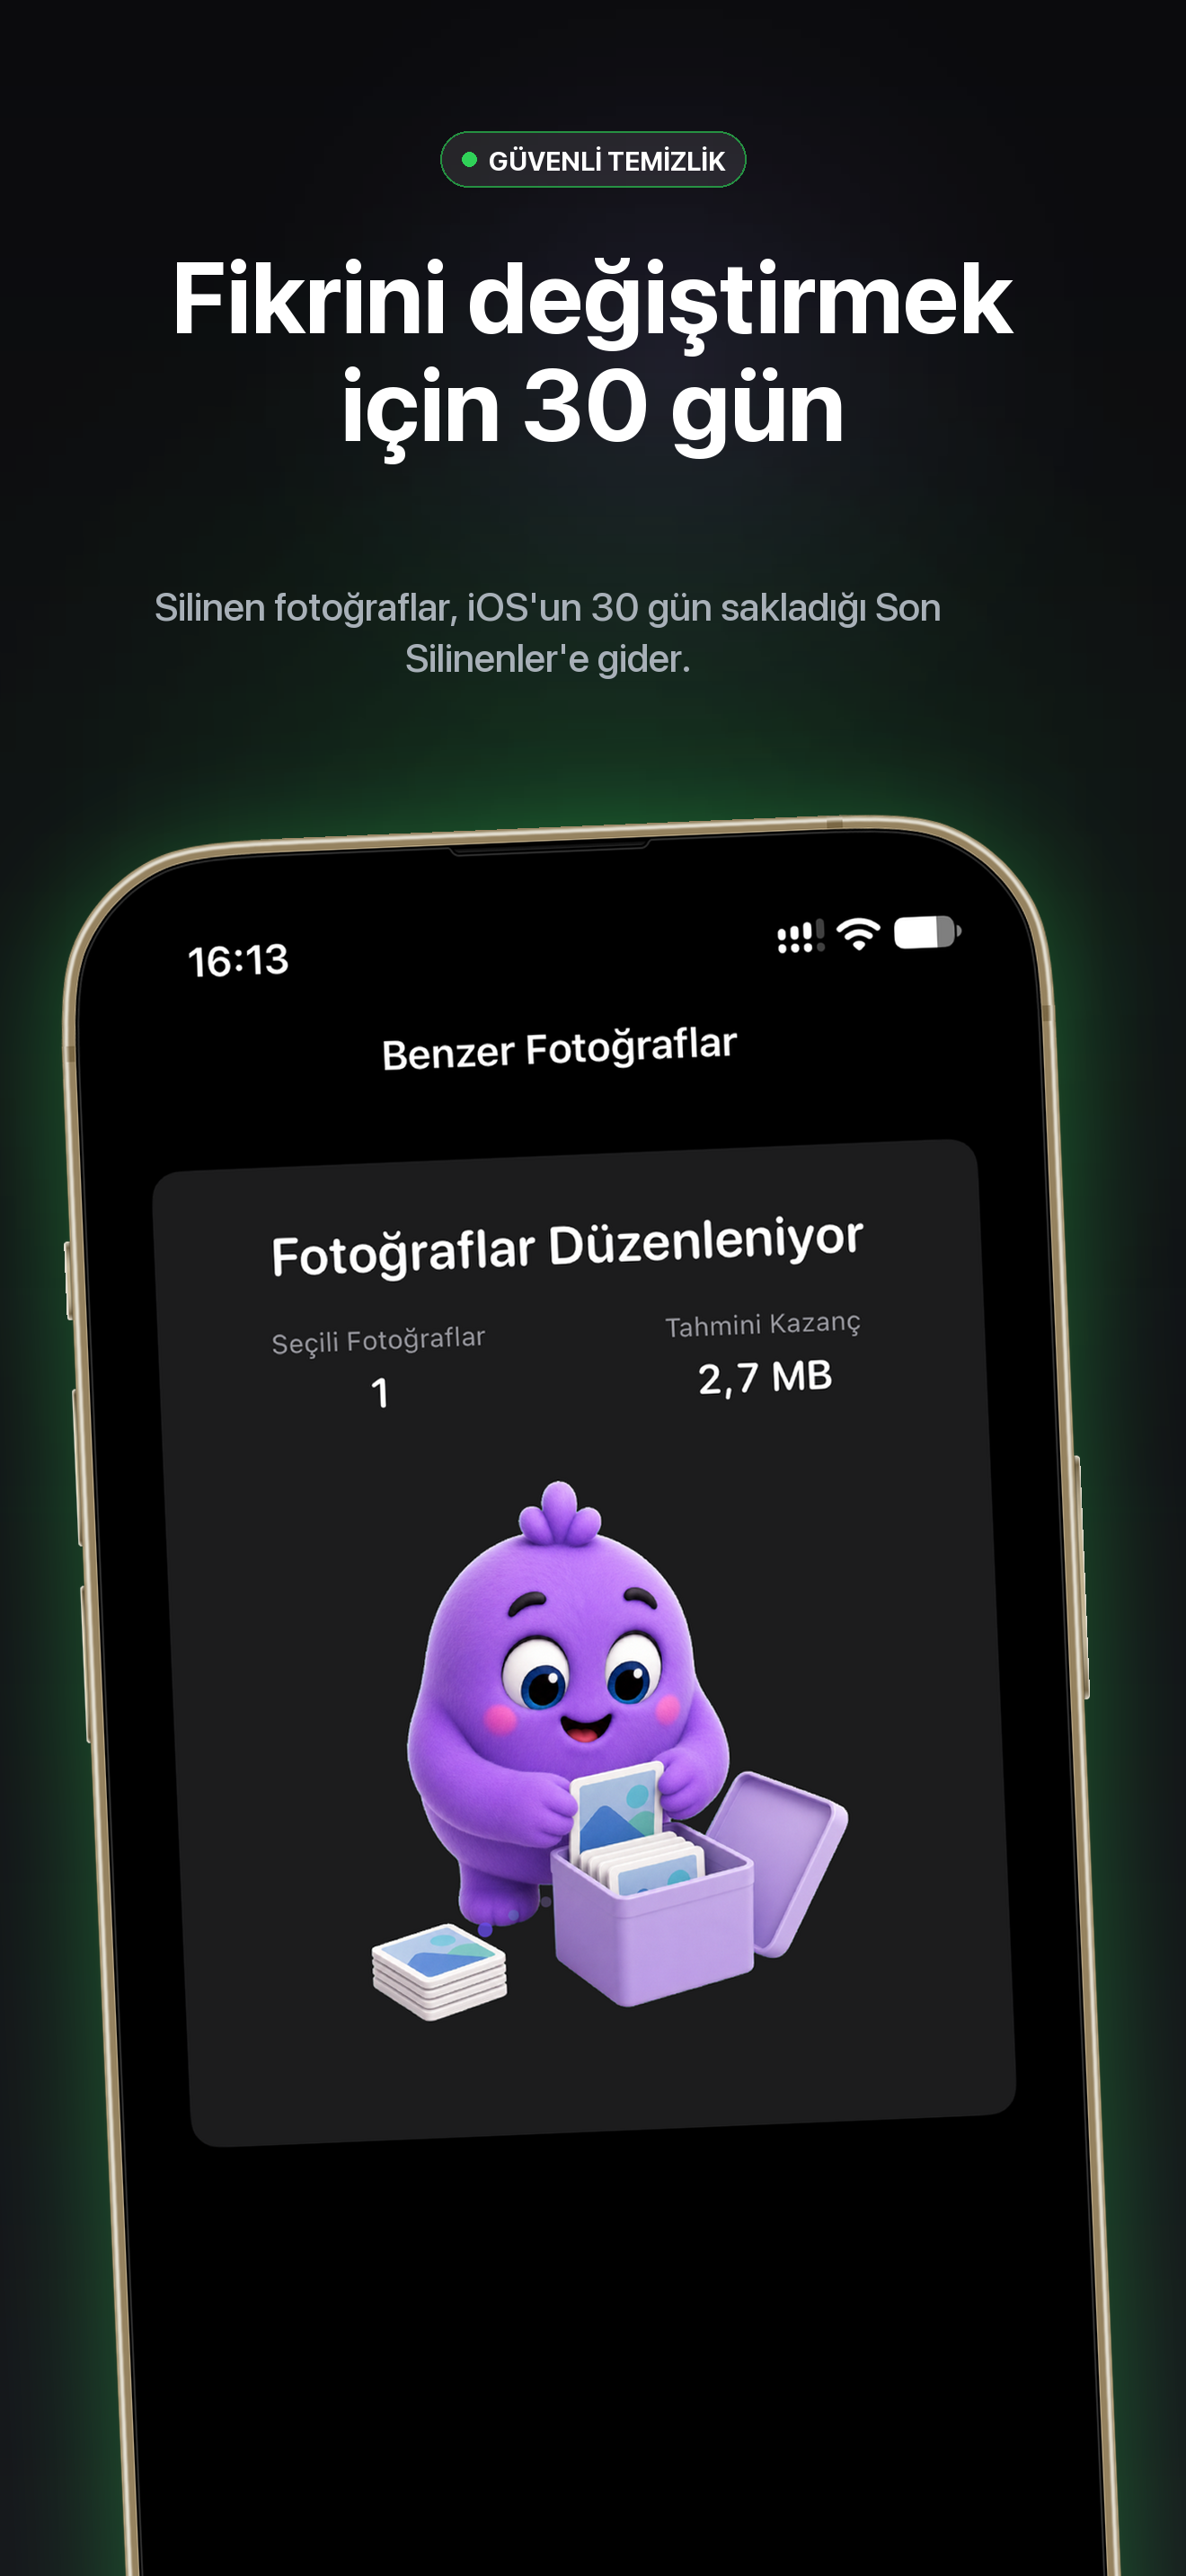 GÜVENLİ TEMİZLİK
Fikrini değiştirmek
için 30 gün
Silinen fotoğraflar, iOS'un 30 gün sakladığı Son
Silinenler'e gider.
16:13
Benzer Fotoğraflar
Fotoğraflar Düzenleniyor
Seçili Fotoğraflar
1
Tahmini Kazanç
2,7 MB